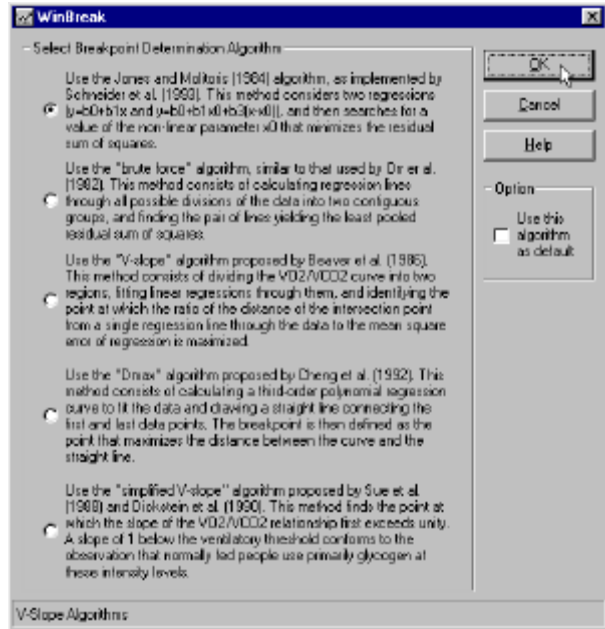 WinBreak
Select Breakpoint Determination Algorithm
Use the Jones and Molitoris (1984) algorithm, as implemented by
Schneider et al. (1993). This method considers two regressions
(y=b0+b1x and y=b0+b1x0+b3(x-x0)), and then searches for a
value of the non-linear parameter x0 that minimizes the residual
sum of squares.
Use the "brute force" algorithm, similar to that used by Orr er al.
(1982). This method consists of calculating regression lines
through all possible divisions of the data into two contiguous
groups, and finding the pair of lines yielding the least pooled
residual sum of squares.
Use the "V-slope" algorithm proposed by Beaver et al. (1986).
This method consists of dividing the VO2/VCO2 curve into two
regions, fitting linear regressions through them, and identifying the
point at which the ratio of the distance of the intersection point
from a single regression line through the data to the mean square
error of regression is maximized.
Use the "Dmax" algorithm proposed by Cheng et al. (1992). This
method consists of calculating a third-order polynomial regression
curve to fit the data and drawing a straight line connecting the
first and last data points. The breakpoint is then defined as the
point that maximizes the distance between the curve and the
straight line.
Use the "simplified V-slope" algorithm proposed by Sue et al.
(1988) and Dickstein et al. (1990). This method finds the point at
which the slope of the VO2/VCO2 relationship first exceeds unity.
A slope of 1 below the ventilatory threshold conforms to the
observation that normally fed people use primarily glycogen at
these intensity levels.
OK
Cancel
Help
Option
Use this
algorithm
as default
V-Slope Algorithms